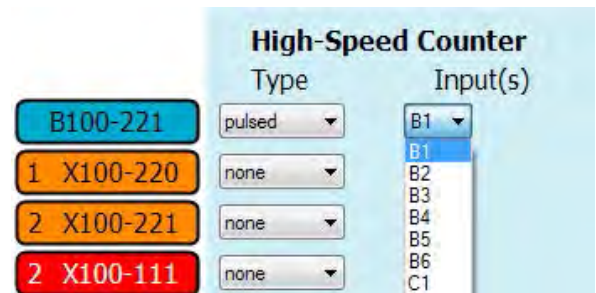 High-Speed Counter
Type Input(s)
B100-221 pulsed B1
B1
1 X100-220 none B2
B3
2 X100-221 none B4
B5
B6
2 X100-111 none C1